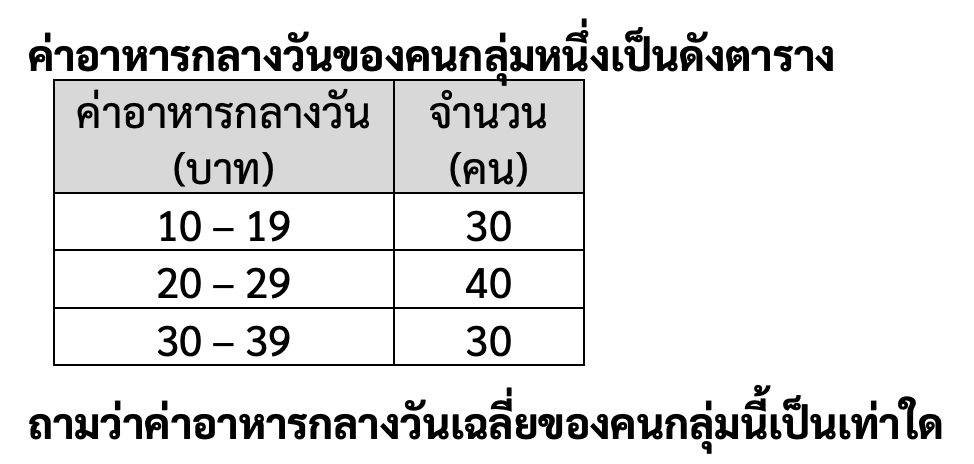 ค่าอาหารกลางวันของคนกลุ่มหนึ่งเป็นดังตาราง
ค่าอาหารกลางวัน (บาท) จำนวน (คน)
10 – 19 30
20 – 29 40
30 – 39 30
ถามว่าค่าอาหารกลางวันเฉลี่ยของคนกลุ่มนี้เป็นเท่าใด